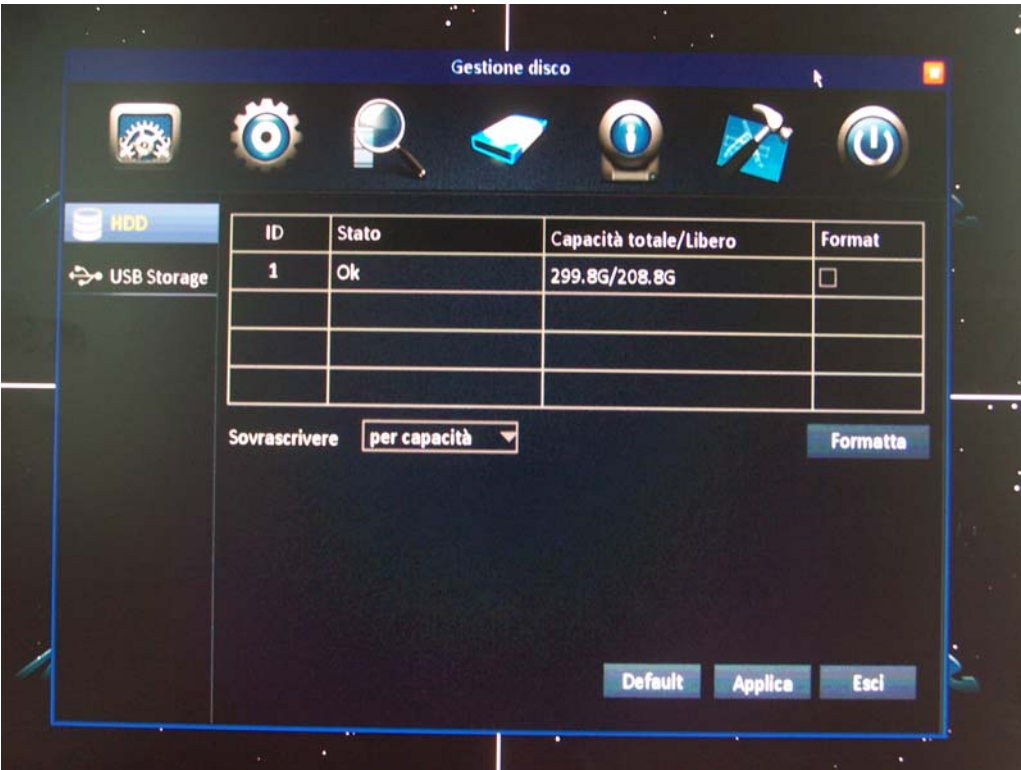 Gestione disco
HDD
USB Storage
ID Stato Capacità totale/Libero Format
1 Ok 299.8G/208.8G
Sovrascrivere per capacità Formatta
Default Applica Esci